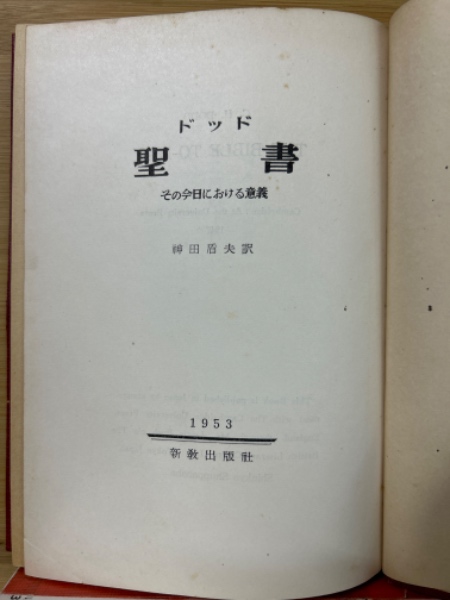 ドッド
聖書
その今日における意義
神田盾夫訳
1953
新教出版社